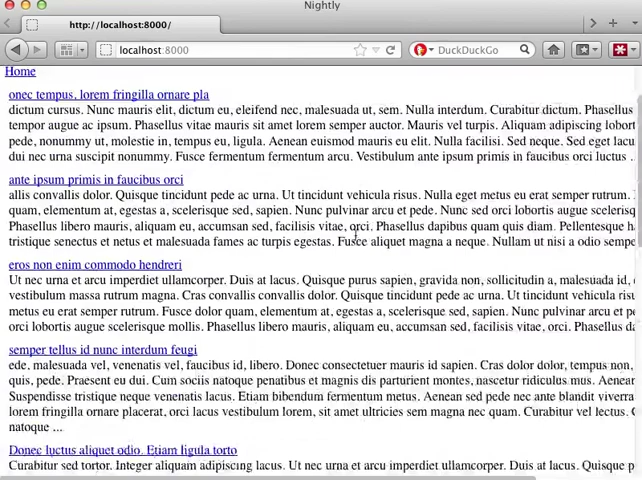 Nightly
http://localhost:8000/
localhost:8000
DuckDuckGo
Home
onec tempus, lorem fringilla ornare pla
dictum cursus. Nunc mauris elit, dictum eu, eleifend nec, malesuada ut, sem. Nulla interdum. Curabitur dictum. Phasellus
tempor augue ac ipsum. Phasellus vitae mauris sit amet lorem semper auctor. Mauris vel turpis. Aliquam adipiscing lobort
pede, nonummy ut, molestie in, tempus eu, ligula. Aenean euismod mauris eu elit. Nulla facilisi. Sed neque. Sed eget
dui nec urna suscipit nonummy. Fusce fermentum fermentum arcu. Vestibulum ante ipsum primis in faucibus orci luctus ...
ante ipsum primis in faucibus orci
allis convallis dolor. Quisque tincidunt pede ac urna. Ut tincidunt vehicula risus. Nulla eget metus eu erat semper rutrum.
quam, elementum at, egestas a, scelerisque sed, sapien. Nunc pulvinar arcu et pede. Nunc sed orci lobortis augue scelerisq
Phasellus libero mauris, aliquam eu, accumsan sed, facilisis vitae, orci. Phasellus dapibus quam quis diam. Pellentesque ha
tristique senectus et netus et malesuada fames ac turpis egestas. Fusce aliquet magna a neque. Nullam ut nisi a odio sempe
eros non enim commodo hendreri
Ut nec urna et arcu imperdiet ullamcorper. Duis at lacus. Quisque purus sapien, gravida non, sollicitudin a, malesuada id,
vestibulum massa rutrum magna. Cras convallis convallis dolor. Quisque tincidunt pede ac urna. Ut tincidunt vehicula risu
metus eu erat semper rutrum. Fusce dolor quam, elementum at, egestas a, scelerisque sed, sapien. Nunc pulvinar arcu et p
orci lobortis augue scelerisque mollis. Phasellus libero mauris, aliquam eu, accumsan sed, facilisis vitae, orci. Phasellus da
semper tellus id nunc interdum feugi
ede, malesuada vel, venenatis vel, faucibus id, libero. Donec consectetuer mauris id sapien. Cras dolor dolor, tempus non,
quis, pede. Praesent eu dui. Cum sociis natoque penatibus et magnis dis parturient montes, nascetur ridiculus mus. Aenean
Suspendisse tristique neque venenatis lacus. Etiam bibendum fermentum metus. Aenean sed pede nec ante blandit viverra
lorem fringilla ornare placerat, orci lacus vestibulum lorem, sit amet ultricies sem magna nec quam. Curabitur vel lectus. C
natoque ...
Donec luctus aliquet odio. Etiam ligula torto
Curabitur sed tortor. Integer aliquam adipiscing lacus. Ut nec urna et arcu imperdiet ullamcorper. Duis at lacus. Quisque p